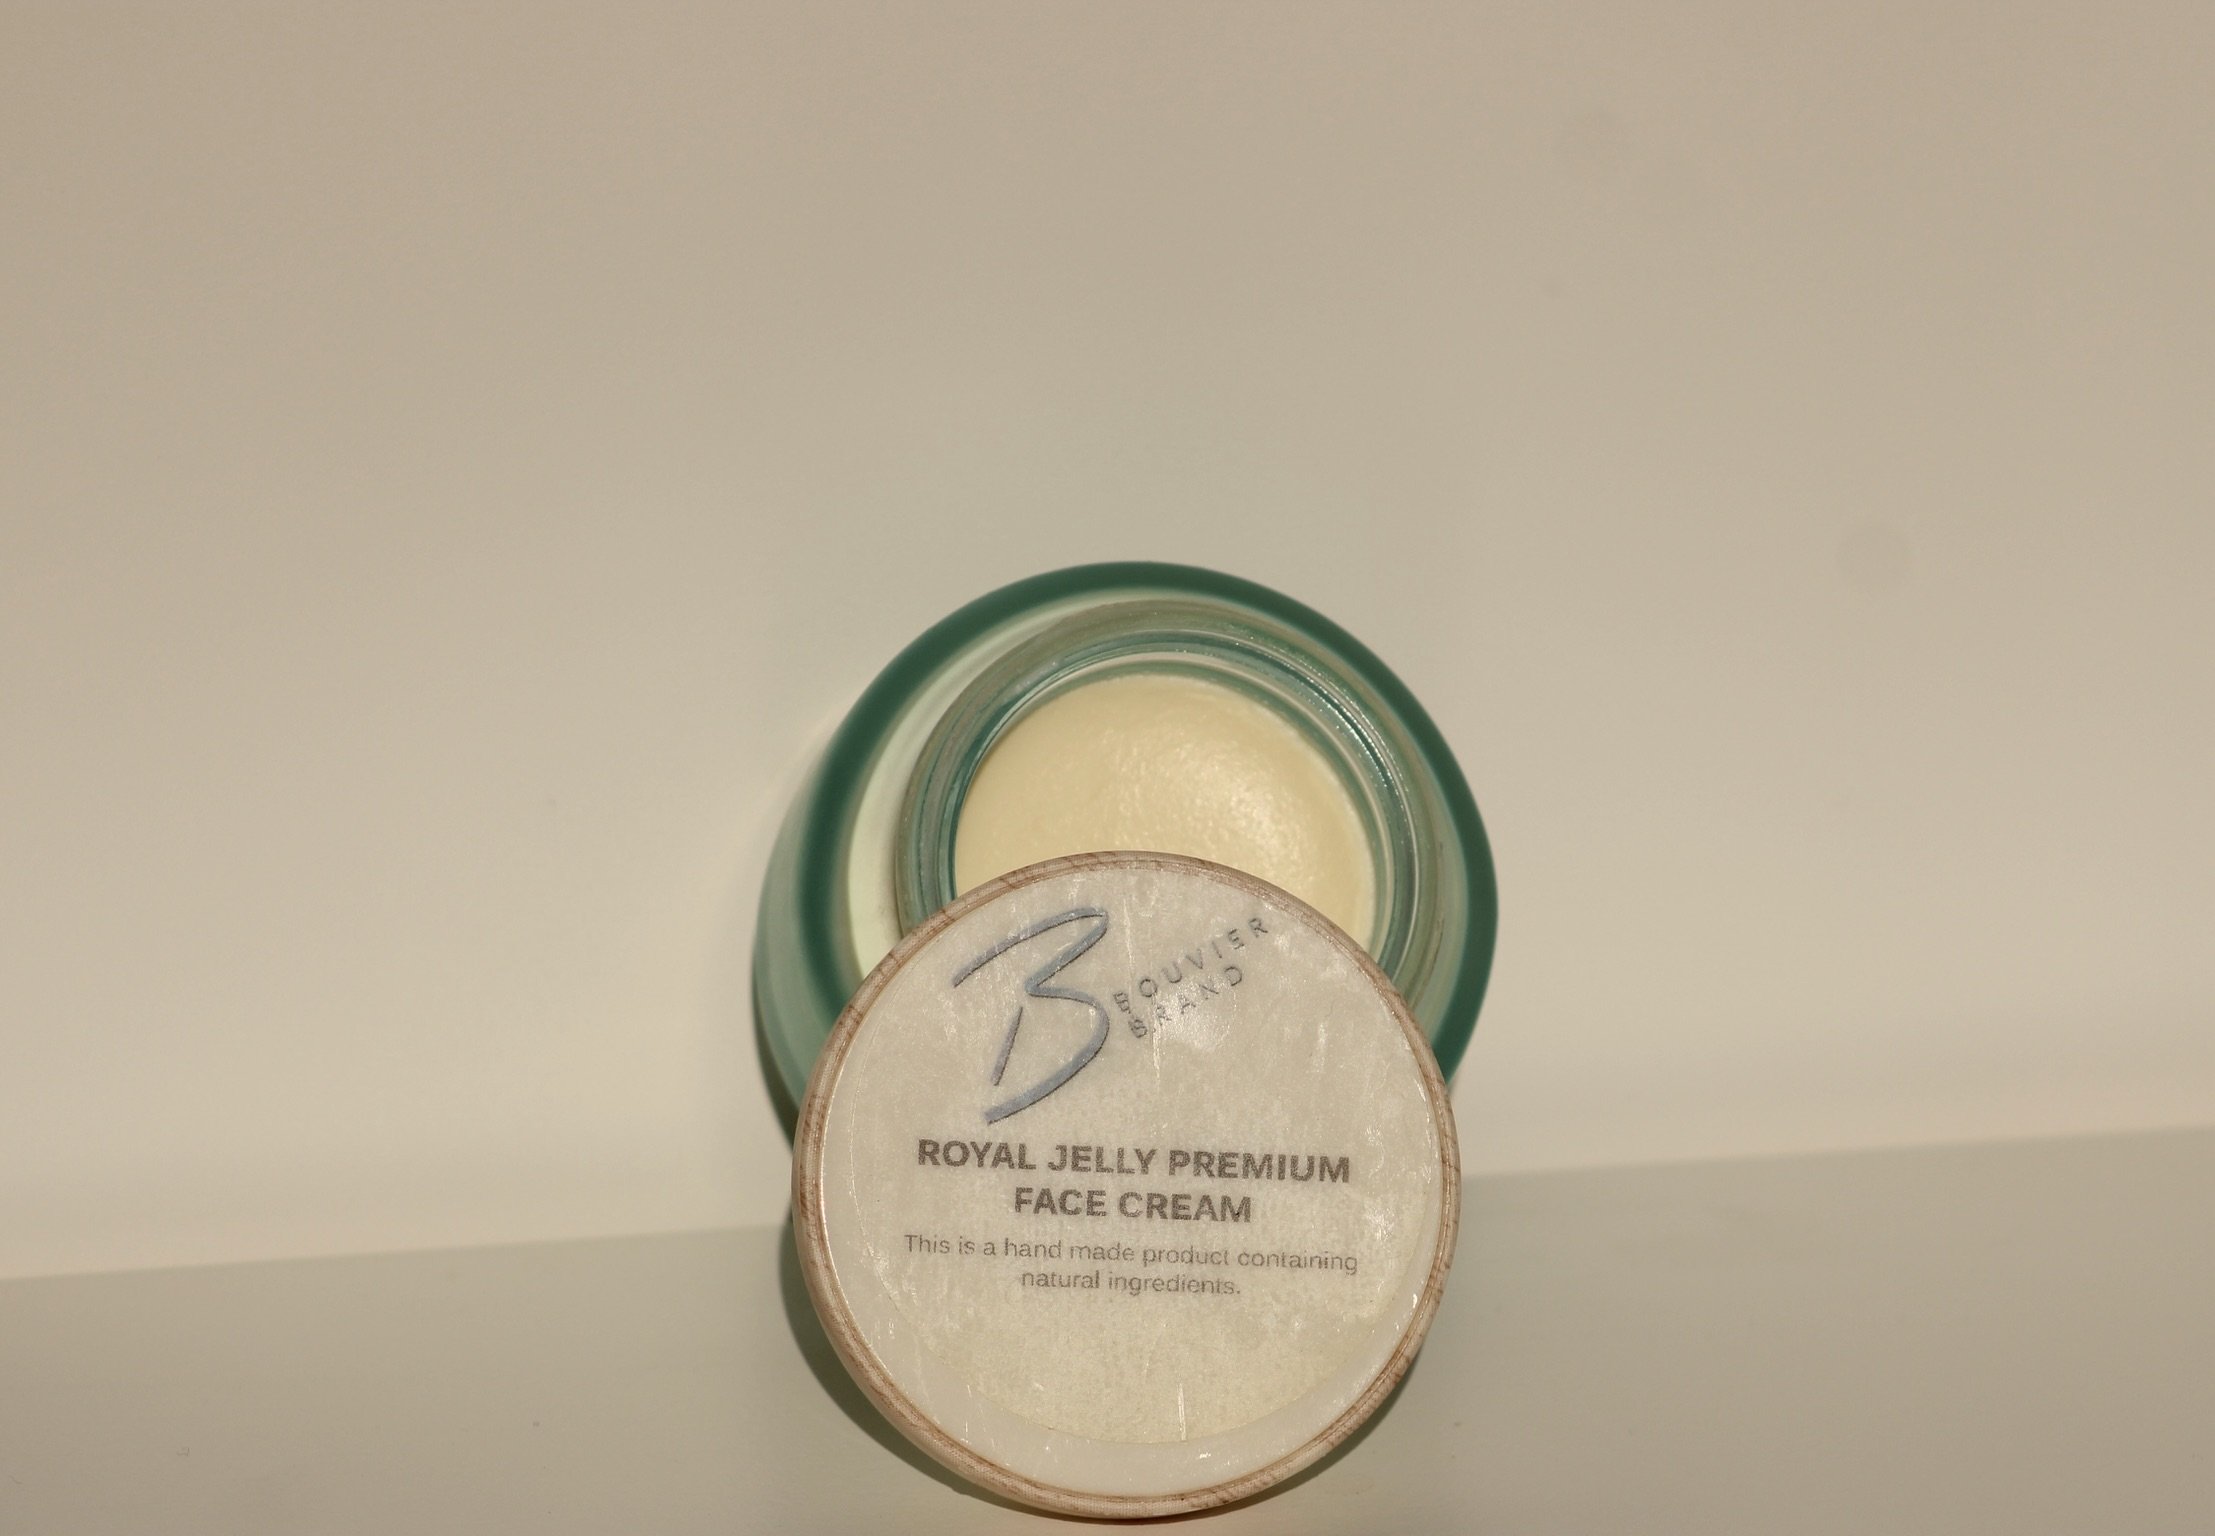 B
BOUVIER
BRAND
ROYAL JELLY PREMIUM
FACE CREAM
This is a hand made product containing
natural ingredients.